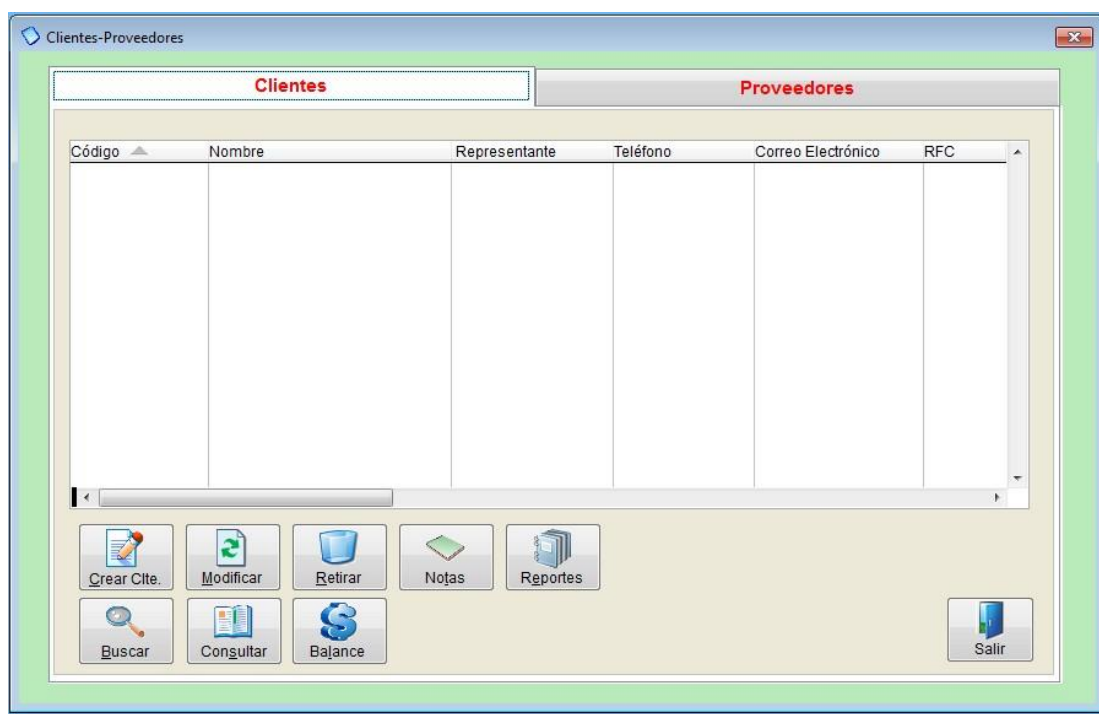 Clientes-Proveedores
Clientes Proveedores
Código Nombre Representante Teléfono Correo Electrónico RFC
Crear Clte. Modificar Retirar Notas Reportes
Buscar Consultar Balance Salir